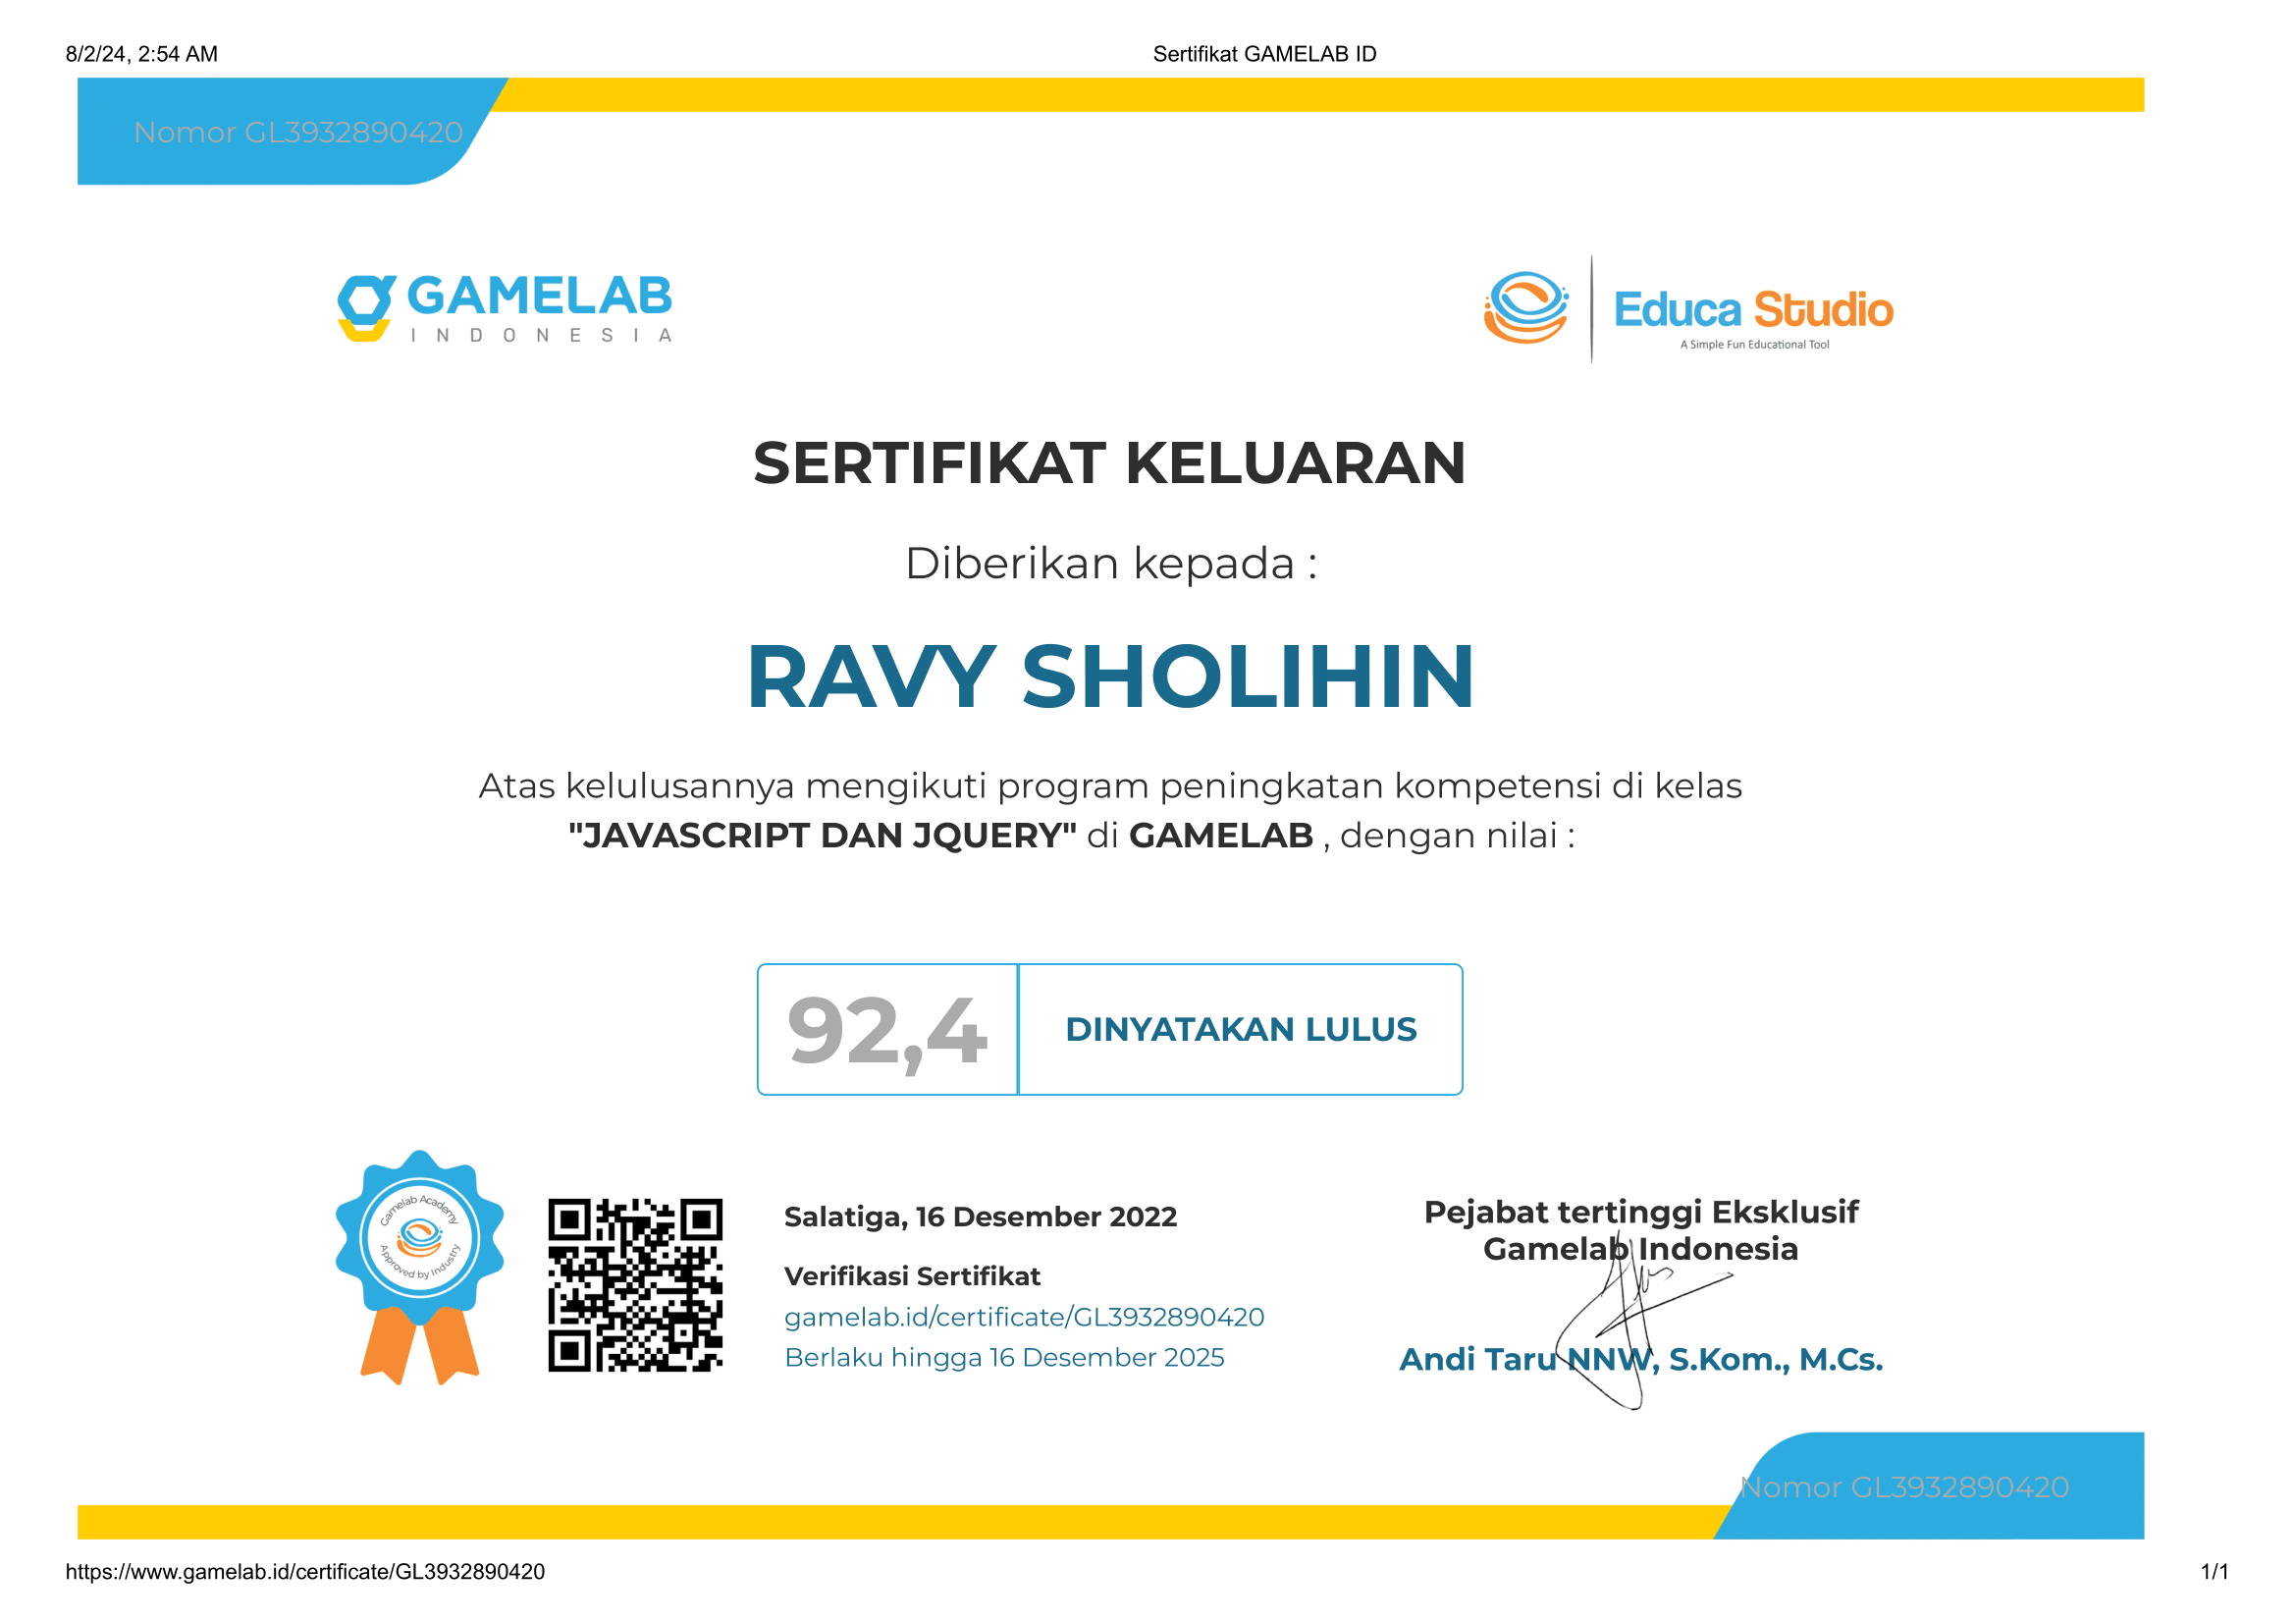 8/2/24, 2:54 AM
Sertifikat GAMELAB ID
Nomor GL3932890420
GAMELAB
INDONESIA
Educa Studio
A Simple Fun Educational Tool
SERTIFIKAT KELUARAN
Diberikan kepada :
RAVY SHOLIHIN
Atas kelulusannya mengikuti program peningkatan kompetensi di kelas
"JAVASCRIPT DAN JQUERY" di GAMELAB , dengan nilai :
92,4
DINYATAKAN LULUS
Gamelab Academy
Approved by Industry
Salatiga, 16 Desember 2022
Verifikasi Sertifikat
gamelab.id/certificate/GL3932890420
Berlaku hingga 16 Desember 2025
Pejabat tertinggi Eksklusif
Gamelab Indonesia
Andi Taru NNW, S.Kom., M.Cs.
Nomor GL3932890420
https://www.gamelab.id/certificate/GL3932890420
1/1